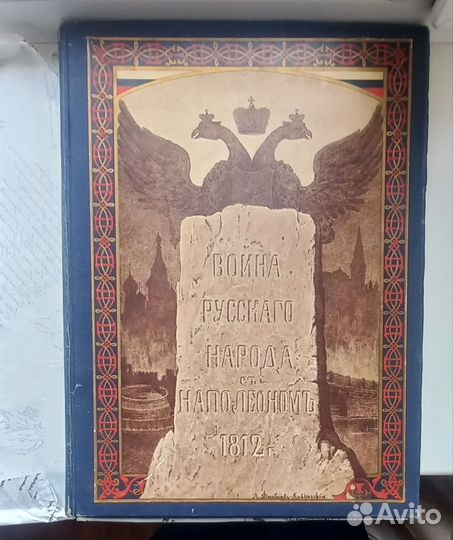 ВОЙНА
РУССКАГО
НАРОДА
СЪ
НАПОЛЕОНОМЪ
1812 г.
Avito